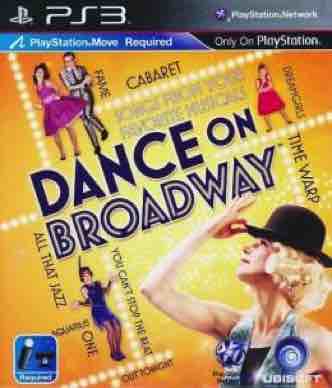 PS3
PlayStation®Network
PlayStation®Move Required
Only On PlayStation®
FAME
CABARET
DREAMGIRLS
SONGS FROM YOUR
FAVORITE MUSICALS
DANCE ON
BROADWAY
TIME WARP
ALL THAT JAZZ
AQUARIUS
ONE
YOU CAN'T STOP THE BEAT
OUT TONIGHT
Required
UBISOFT